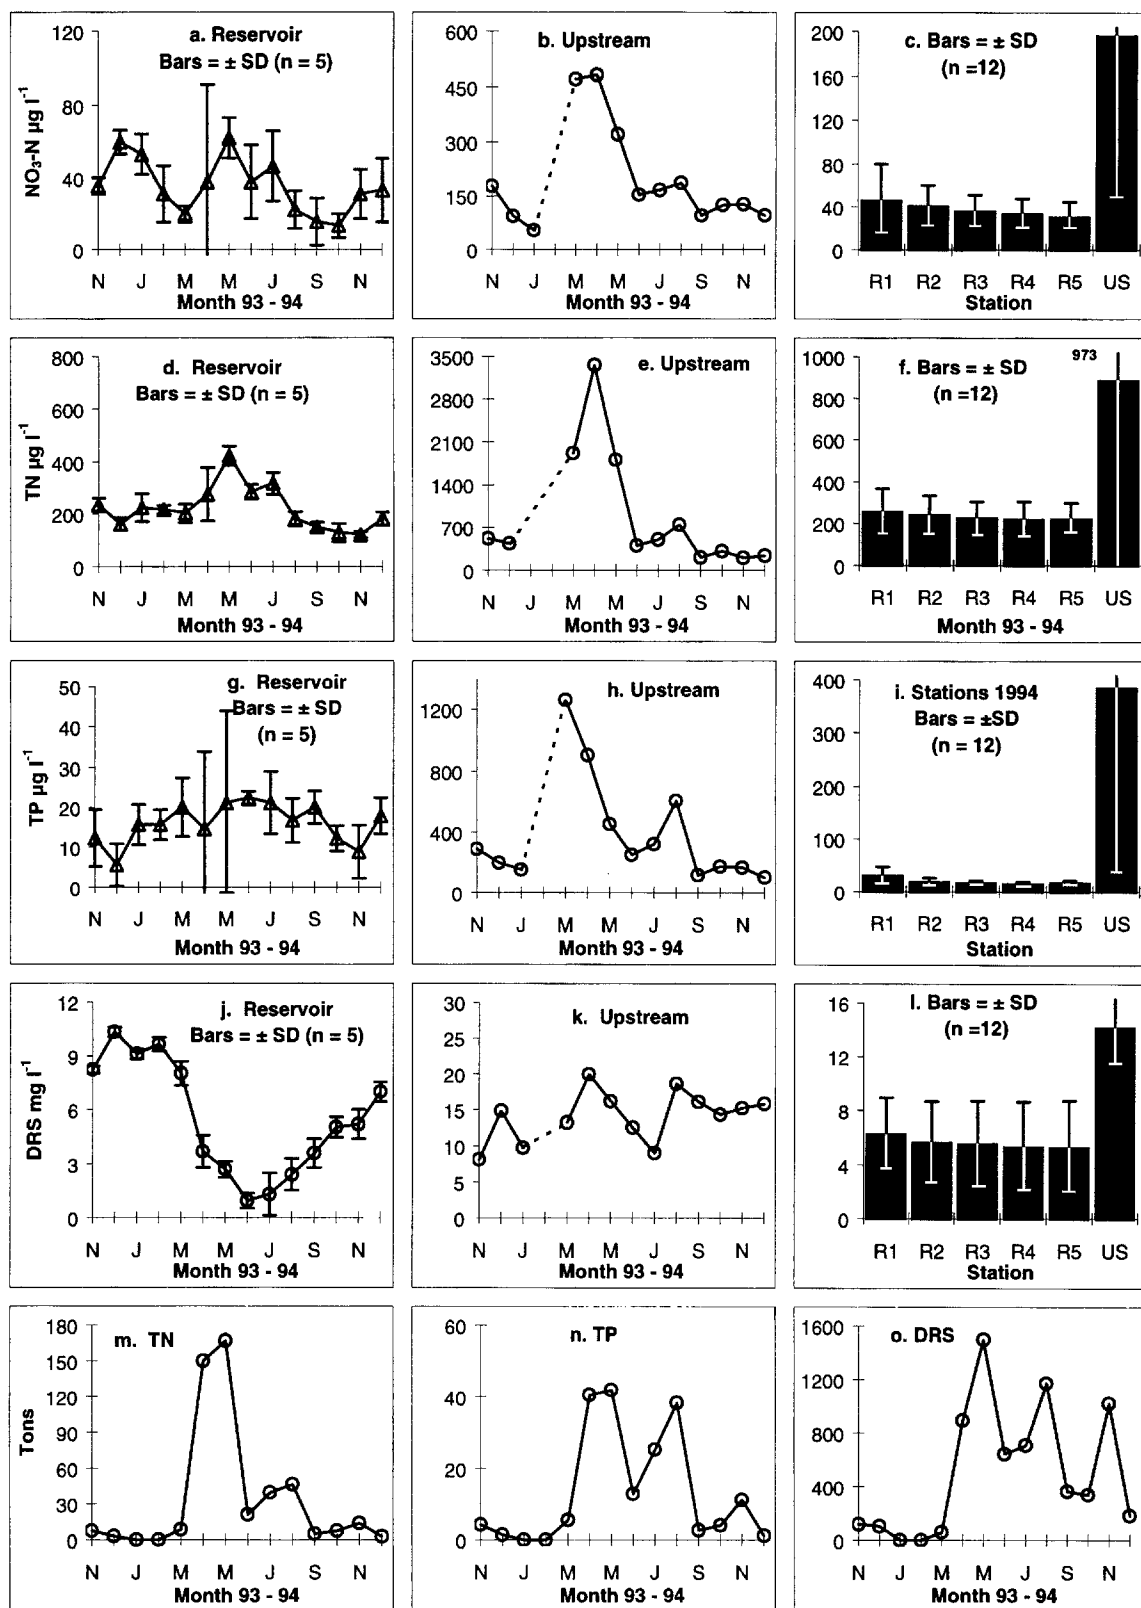 a. Reservoir
Bars = ± SD (n = 5)
NO3-N µg l-1
120
80
40
0
N J M M J S N
Month 93 - 94
b. Upstream
600
450
300
150
0
N J M M J S N
Month 93 - 94
c. Bars = ± SD
(n =12)
200
160
120
80
40
0
R1 R2 R3 R4 R5 US
Station
d. Reservoir
Bars = ± SD (n = 5)
TN µg l-1
800
600
400
200
0
N J M M J S N
Month 93 - 94
e. Upstream
3500
2800
2100
1400
700
0
N J M M J S N
Month 93 - 94
973
f. Bars = ± SD
(n =12)
1000
800
600
400
200
0
R1 R2 R3 R4 R5 US
Month 93 - 94
g. Reservoir
Bars = ± SD
(n = 5)
TP µg l-1
50
40
30
20
10
0
N J M M J S N
Month 93 - 94
h. Upstream
1200
800
400
0
N J M M J S N
Month 93 - 94
i. Stations 1994
Bars = ±SD
(n = 12)
400
300
200
100
0
R1 R2 R3 R4 R5 US
Station
j. Reservoir
Bars = ± SD (n = 5)
DRS mg l-1
12
9
6
3
0
N J M M J S N
Month 93 - 94
k. Upstream
30
25
20
15
10
5
0
N J M M J S N
Month 93 - 94
l. Bars = ± SD
(n =12)
16
12
8
4
0
R1 R2 R3 R4 R5 US
Station
m. TN
Tons
180
150
120
90
60
30
0
N J M M J S N
Month 93 - 94
n. TP
60
40
20
0
N J M M J S N
Month 93 - 94
o. DRS
1600
1200
800
400
0
N J M M J S N
Month 93 - 94